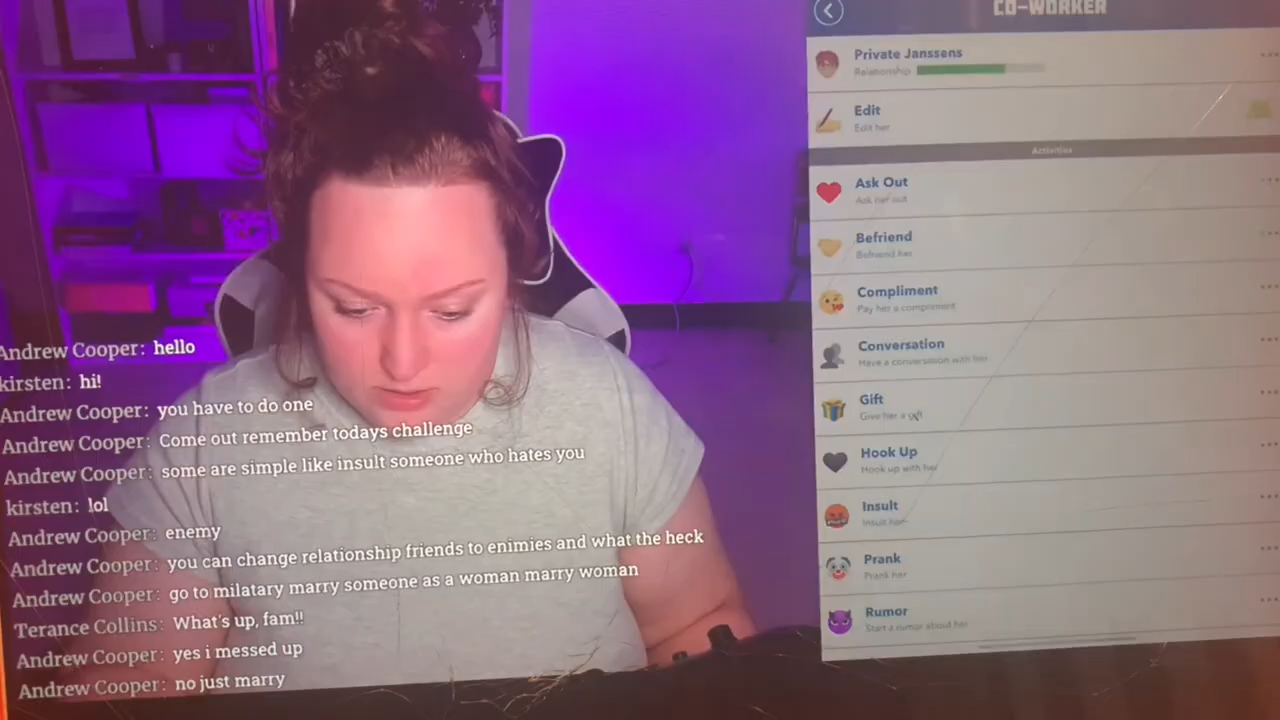 Andrew Cooper: hello
kirsten: hi!
Andrew Cooper: you have to do one
Andrew Cooper: Come out remember todays challenge
Andrew Cooper: some are simple like insult someone who hates you
kirsten: lol
Andrew Cooper: enemy
Andrew Cooper: you can change relationship friends to enimies and what the heck
Andrew Cooper: go to milatary marry someone as a woman marry woman
Terance Collins: What's up, fam!!
Andrew Cooper: yes i messed up
Andrew Cooper: no just marry
CO-WORKER
Private Janssens
Relationship
Edit
Edit her
Activities
Ask Out
Ask her out
Befriend
Befriend her
Compliment
Pay her a compliment
Conversation
Have a conversation with her
Gift
Give her a gift
Hook Up
Hook up with her
Insult
Insult her
Prank
Prank her
Rumor
Start a rumor about her